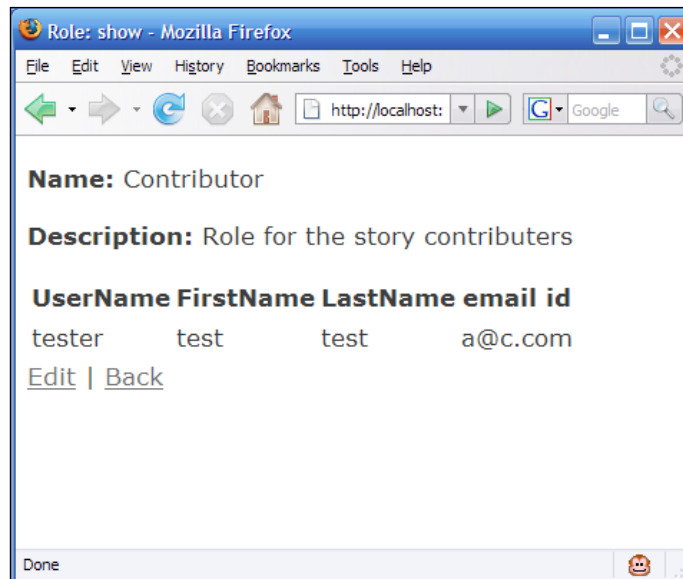 Role: show - Mozilla Firefox
File Edit View History Bookmarks Tools Help
http://localhost: G Google
Name: Contributor
Description: Role for the story contributers
UserName FirstName LastName email id
tester test test a@c.com
Edit | Back
Done